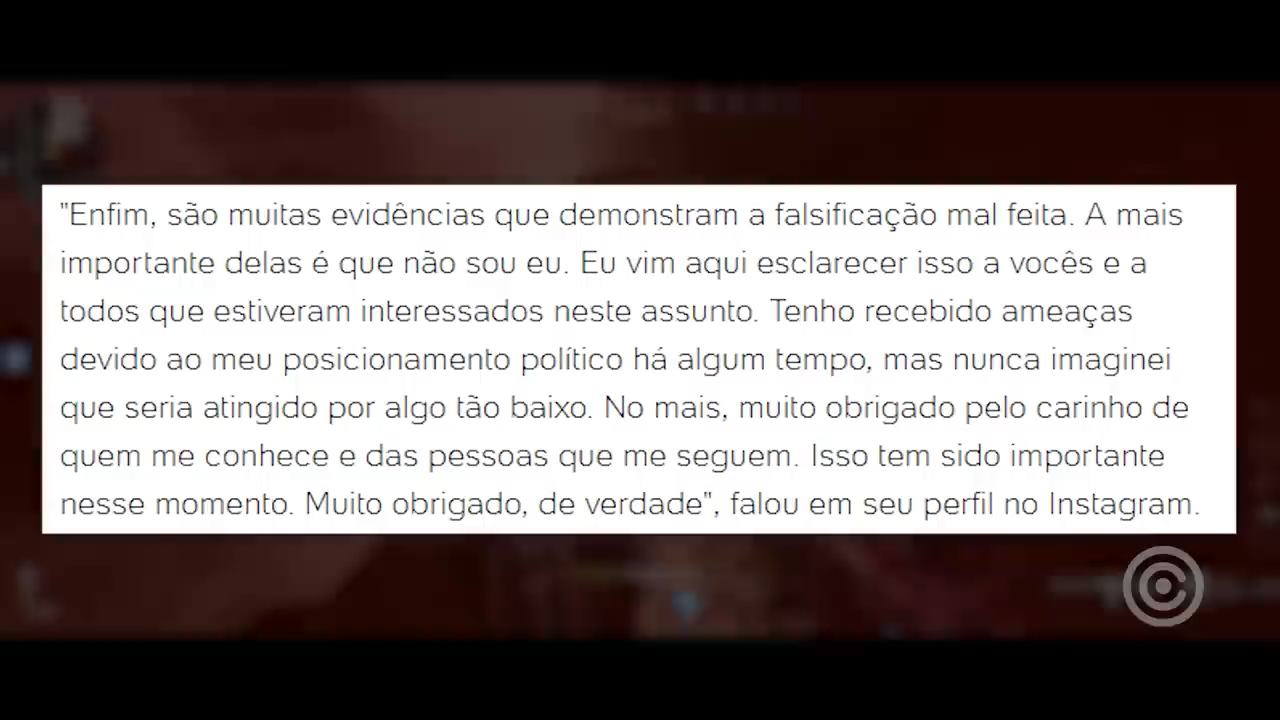 "Enfim, são muitas evidências que demonstram a falsificação mal feita. A mais
importante delas é que não sou eu. Eu vim aqui esclarecer isso a vocês e a
todos que estiveram interessados neste assunto. Tenho recebido ameaças
devido ao meu posicionamento político há algum tempo, mas nunca imaginei
que seria atingido por algo tão baixo. No mais, muito obrigado pelo carinho de
quem me conhece e das pessoas que me seguem. Isso tem sido importante
nesse momento. Muito obrigado, de verdade", falou em seu perfil no Instagram.